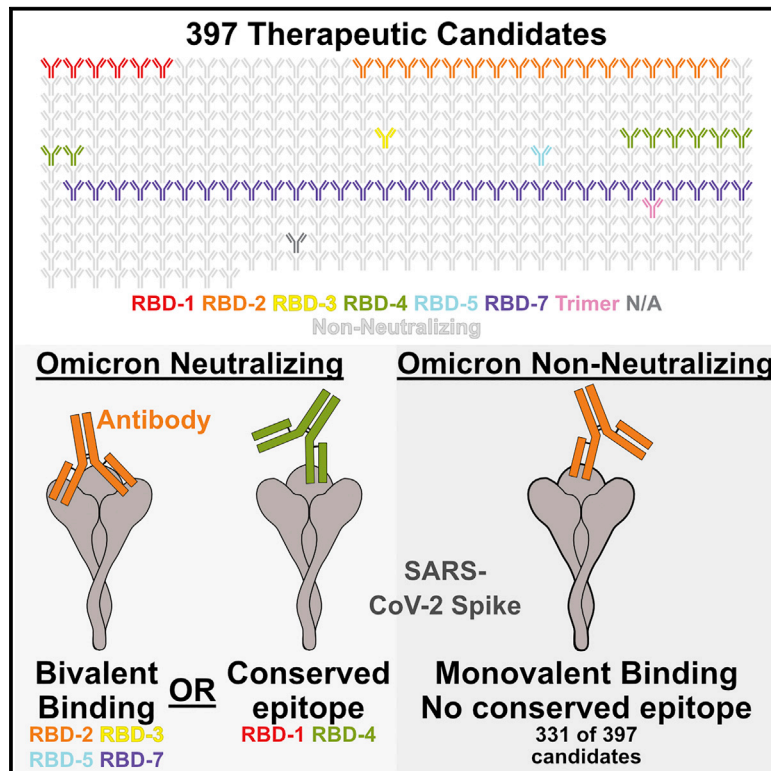 397 Therapeutic Candidates
RBD-1 RBD-2 RBD-3 RBD-4 RBD-5 RBD-7 Trimer N/A
Non-Neutralizing
Omicron Neutralizing
Omicron Non-Neutralizing
Antibody
SARS-
CoV-2 Spike
Bivalent
Binding
OR
Conserved
epitope
RBD-2 RBD-3
RBD-5 RBD-7
RBD-1 RBD-4
Monovalent Binding
No conserved epitope
331 of 397
candidates